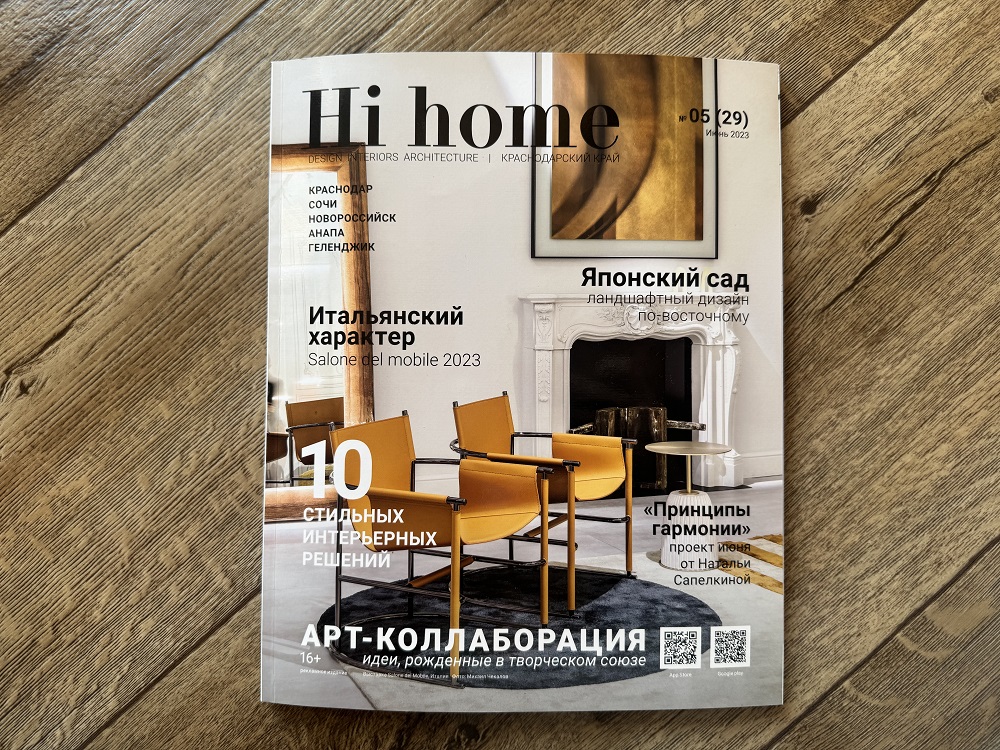 Hi home
№ 05 (29)
Июнь 2023
DESIGN INTERIORS ARCHITECTURE | КРАСНОДАРСКИЙ КРАЙ
КРАСНОДАР
СОЧИ
НОВОРОССИЙСК
АНАПА
ГЕЛЕНДЖИК
Японский сад
ландшафтный дизайн
по-восточному
Итальянский
характер
Salone del mobile 2023
10
СТИЛЬНЫХ
ИНТЕРЬЕРНЫХ
РЕШЕНИЙ
«Принципы
гармонии»
проект июня
от Натальи
Сапелкиной
АРТ-КОЛЛАБОРАЦИЯ
идеи, рожденные в творческом союзе
16+
рекламное издание
Выставка Salone del Mobile, Италия Фото: Михаил Чекалов
App Store
Google play